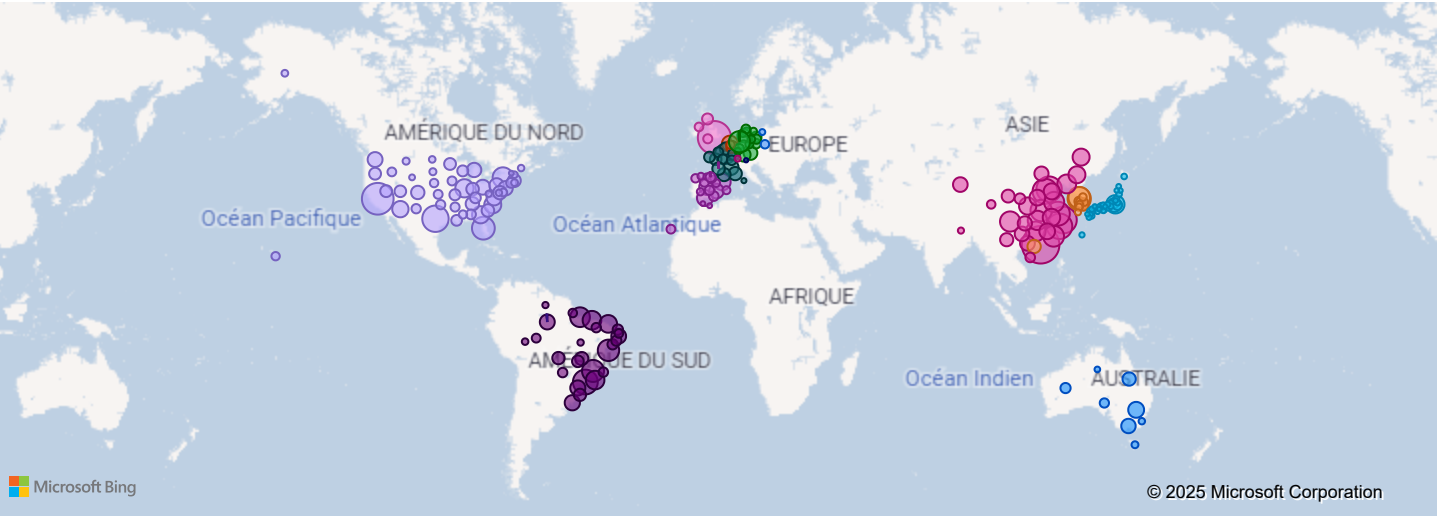 AMÉRIQUE DU NORD
ASIE
EUROPE
Océan Pacifique
Océan Atlantique
AFRIQUE
AMÉRIQUE DU SUD
Océan Indien
AUSTRALIE
Microsoft Bing
© 2025 Microsoft Corporation